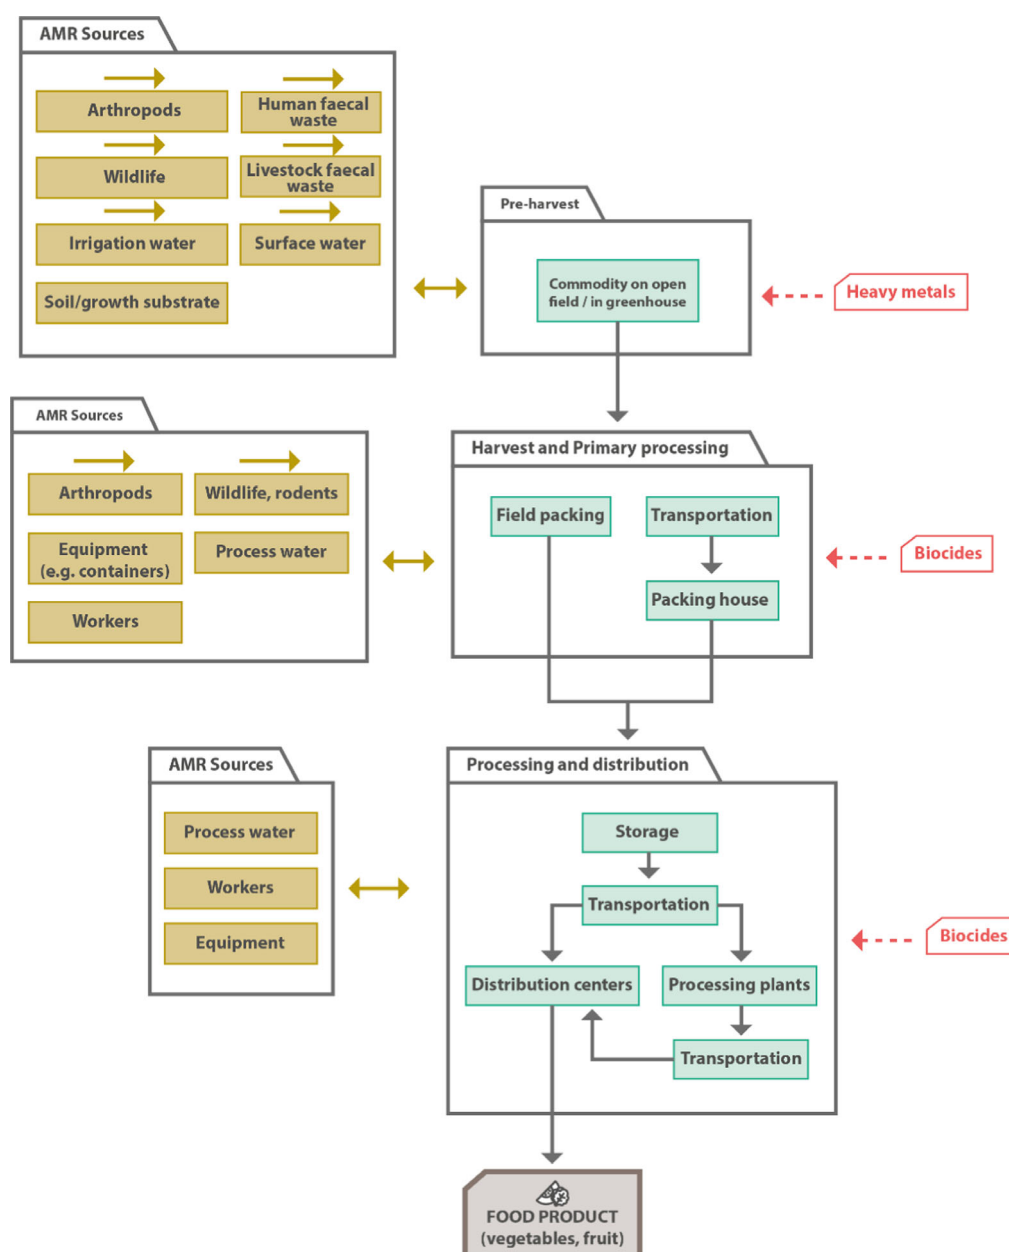 AMR Sources
Arthropods
Human faecal
waste
Wildlife
Livestock faecal
waste
Irrigation water
Surface water
Soil/growth substrate
Pre-harvest
Commodity on open
field / in greenhouse
Heavy metals
AMR Sources
Arthropods
Wildlife, rodents
Equipment
(e.g. containers)
Process water
Workers
Harvest and Primary processing
Field packing
Transportation
Packing house
Biocides
AMR Sources
Process water
Workers
Equipment
Processing and distribution
Storage
Transportation
Distribution centers
Processing plants
Transportation
Biocides
FOOD PRODUCT
(vegetables, fruit)